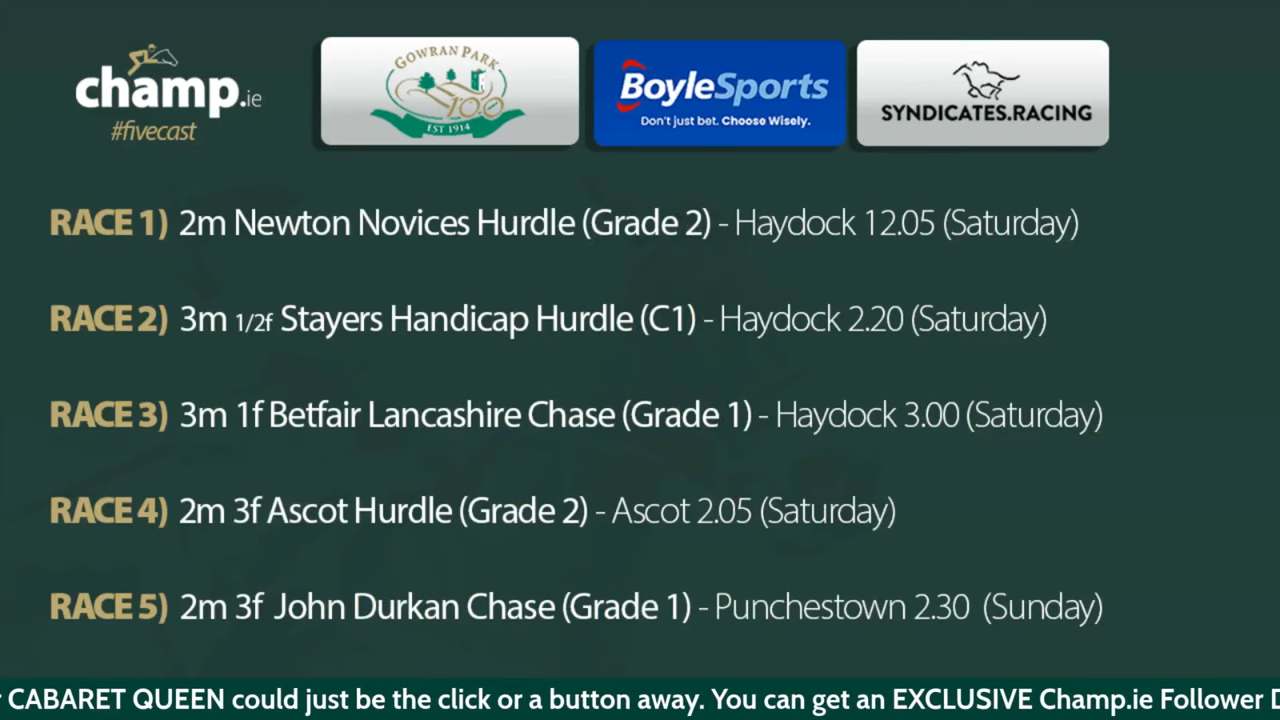 champ.ie
#fivecast
GOWRAN PARK
100
EST 1914
BoyleSports
Don't just bet. Choose Wisely.
SYNDICATES.RACING
RACE 1) 2m Newton Novices Hurdle (Grade 2) - Haydock 12.05 (Saturday)
RACE 2) 3m 1/2f Stayers Handicap Hurdle (C1) - Haydock 2.20 (Saturday)
RACE 3) 3m 1f Betfair Lancashire Chase (Grade 1) - Haydock 3.00 (Saturday)
RACE 4) 2m 3f Ascot Hurdle (Grade 2) - Ascot 2.05 (Saturday)
RACE 5) 2m 3f John Durkan Chase (Grade 1) - Punchestown 2.30 (Sunday)
CABARET QUEEN could just be the click or a button away. You can get an EXCLUSIVE Champ.ie Follower